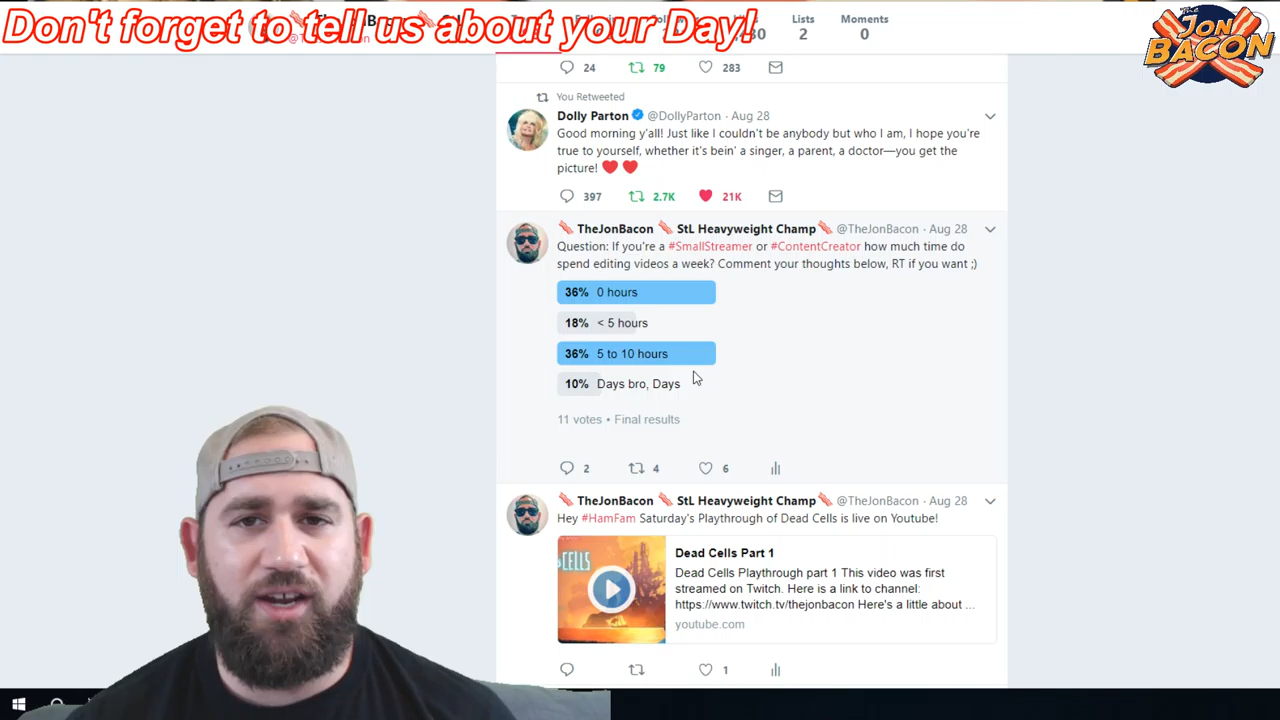 Don't forget to tell us about your Day!
Lists
Moments
2
0
The
JON
BACON
24
79
283
You Retweeted
Dolly Parton @DollyParton · Aug 28
Good morning y'all! Just like I couldn't be anybody but who I am, I hope you're
true to yourself, whether it's bein' a singer, a parent, a doctor—you get the
picture!
397
2.7K
21K
TheJonBacon StL Heavyweight Champ @TheJonBacon · Aug 28
Question: If you're a #SmallStreamer or #ContentCreator how much time do
spend editing videos a week? Comment your thoughts below, RT if you want ;)
36% 0 hours
18% < 5 hours
36% 5 to 10 hours
10% Days bro, Days
11 votes • Final results
2
4
6
TheJonBacon StL Heavyweight Champ @TheJonBacon · Aug 28
Hey #HamFam Saturday's Playthrough of Dead Cells is live on Youtube!
CELLS
Dead Cells Part 1
Dead Cells Playthrough part 1 This video was first
streamed on Twitch. Here is a link to channel:
https://www.twitch.tv/thejonbacon Here's a little about ...
youtube.com
1